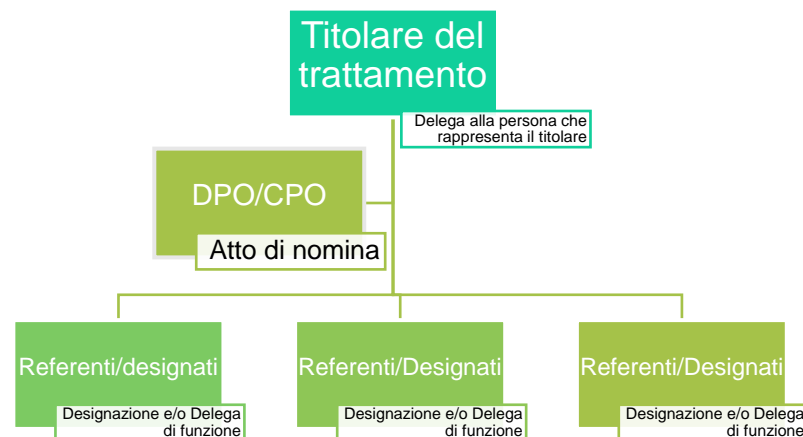 Titolare del
trattamento
Delega alla persona che
rappresenta il titolare
DPO/CPO
Atto di nomina
Referenti/designati
Designazione e/o Delega
di funzione
Referenti/Designati
Designazione e/o Delega
di funzione
Referenti/Designati
Designazione e/o Delega
di funzione